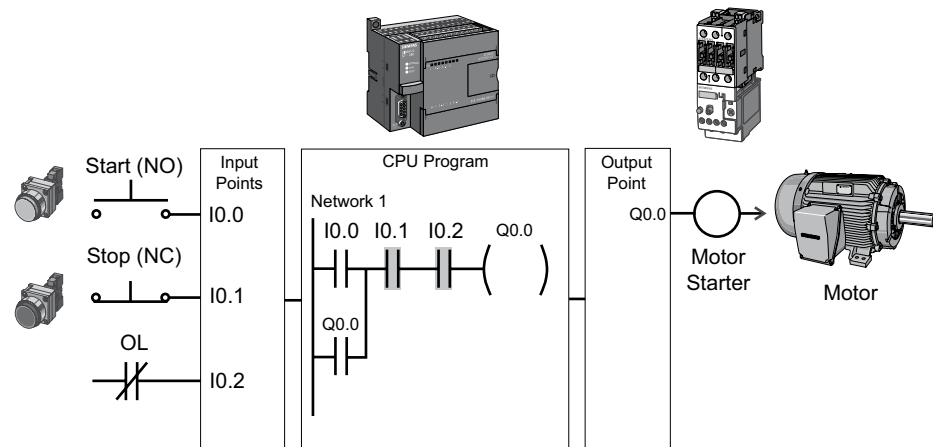 SIEMENS
Start (NO)
I0.0
Stop (NC)
I0.1
OL
I0.2
Input
Points
CPU Program
Network 1
I0.0 I0.1 I0.2 Q0.0
Q0.0
Output
Point
Q0.0
Motor
Starter
Motor